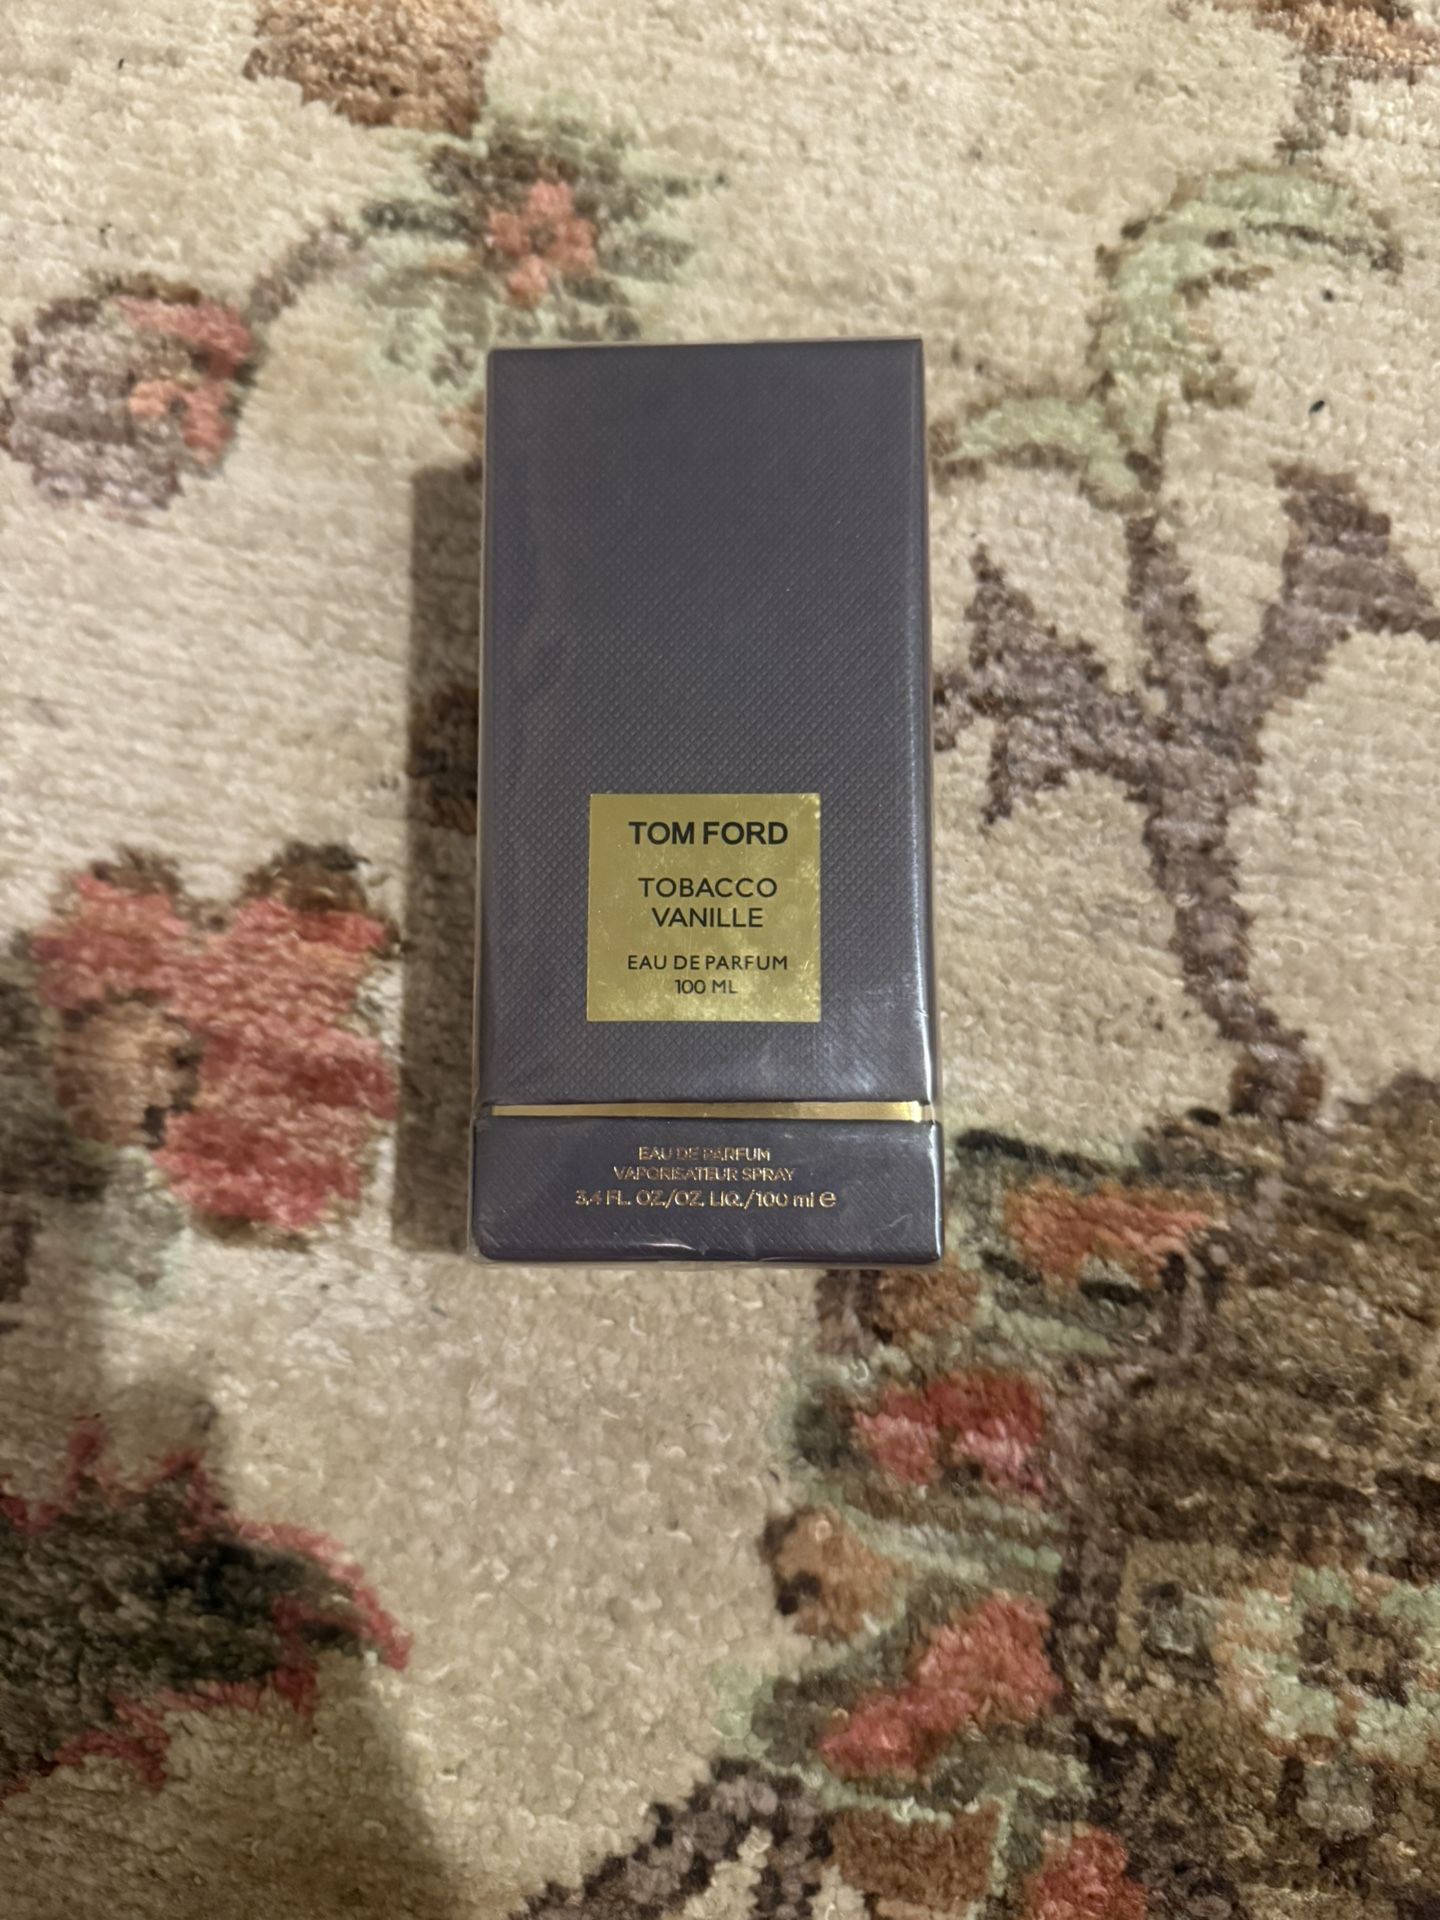 TOM FORD
TOBACCO
VANILLE
EAU DE PARFUM
100 ML
EAU DE PARFUM
VAPORISATEUR SPRAY
3,4 FL. OZ./OZ. LIQ./100 ml ℮